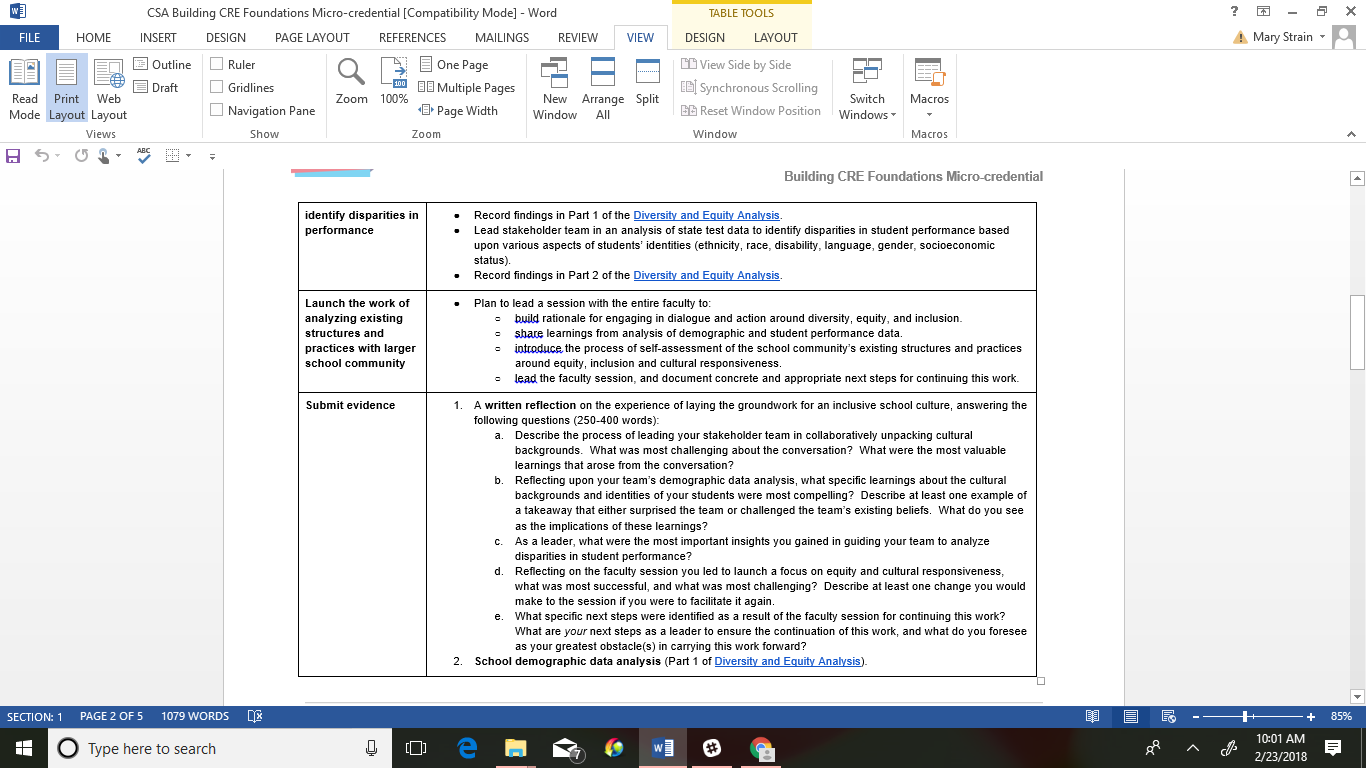 CSA Building CRE Foundations Micro-credential [Compatibility Mode] - Word
TABLE TOOLS
?
FILE HOME INSERT DESIGN PAGE LAYOUT REFERENCES MAILINGS REVIEW VIEW DESIGN LAYOUT Mary Strain
Outline Ruler One Page View Side by Side
Draft Gridlines Multiple Pages Synchronous Scrolling
Navigation Pane Page Width Reset Window Position
Read Mode Print Layout Web Layout Zoom 100% New Window Arrange All Split Switch Windows Macros
Views Show Zoom Window Macros
ABC
Building CRE Foundations Micro-credential
identify disparities in
performance
• Record findings in Part 1 of the Diversity and Equity Analysis.
• Lead stakeholder team in an analysis of state test data to identify disparities in student performance based
upon various aspects of students' identities (ethnicity, race, disability, language, gender, socioeconomic
status).
• Record findings in Part 2 of the Diversity and Equity Analysis.
Launch the work of
analyzing existing
structures and
practices with larger
school community
• Plan to lead a session with the entire faculty to:
○ build rationale for engaging in dialogue and action around diversity, equity, and inclusion.
○ share learnings from analysis of demographic and student performance data.
○ introduce the process of self-assessment of the school community's existing structures and practices
around equity, inclusion and cultural responsiveness.
○ lead the faculty session, and document concrete and appropriate next steps for continuing this work.
Submit evidence
1. A written reflection on the experience of laying the groundwork for an inclusive school culture, answering the
following questions (250-400 words):
a. Describe the process of leading your stakeholder team in collaboratively unpacking cultural
backgrounds. What was most challenging about the conversation? What were the most valuable
learnings that arose from the conversation?
b. Reflecting upon your team's demographic data analysis, what specific learnings about the cultural
backgrounds and identities of your students were most compelling? Describe at least one example of
a takeaway that either surprised the team or challenged the team's existing beliefs. What do you see
as the implications of these learnings?
c. As a leader, what were the most important insights you gained in guiding your team to analyze
disparities in student performance?
d. Reflecting on the faculty session you led to launch a focus on equity and cultural responsiveness,
what was most successful, and what was most challenging? Describe at least one change you would
make to the session if you were to facilitate it again.
e. What specific next steps were identified as a result of the faculty session for continuing this work?
What are your next steps as a leader to ensure the continuation of this work, and what do you foresee
as your greatest obstacle(s) in carrying this work forward?
2. School demographic data analysis (Part 1 of Diversity and Equity Analysis).
SECTION: 1 PAGE 2 OF 5 1079 WORDS 85%
Type here to search 7 10:01 AM
2/23/2018